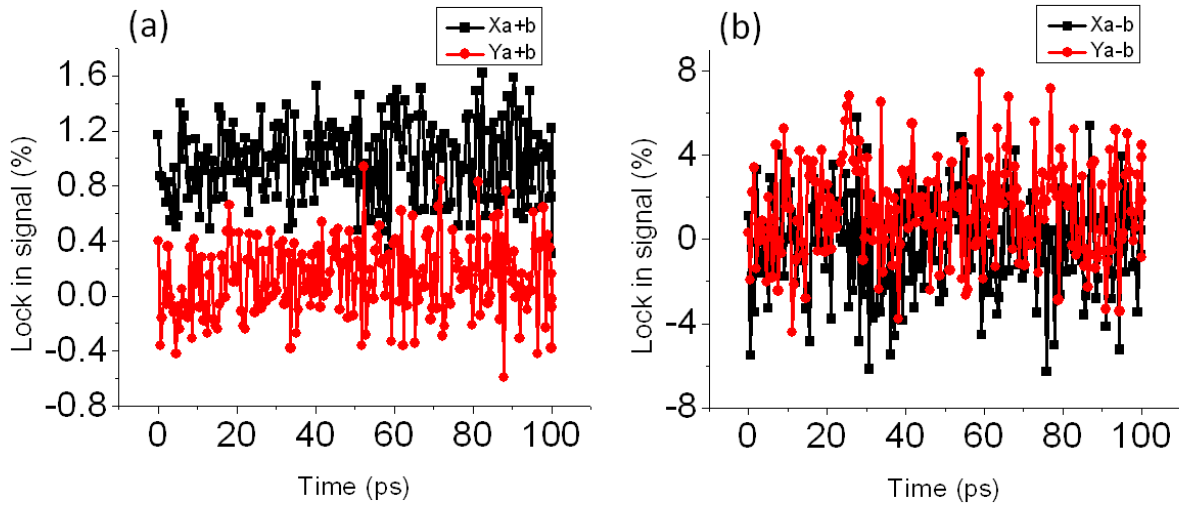 (a)
Xa+b
Ya+b
Lock in signal (%)
1.6
1.2
0.8
0.4
0.0
-0.4
-0.8
0 20 40 60 80 100
Time (ps)
(b)
Xa-b
Ya-b
Lock in signal (%)
8
4
0
-4
-8
0 20 40 60 80 100
Time (ps)